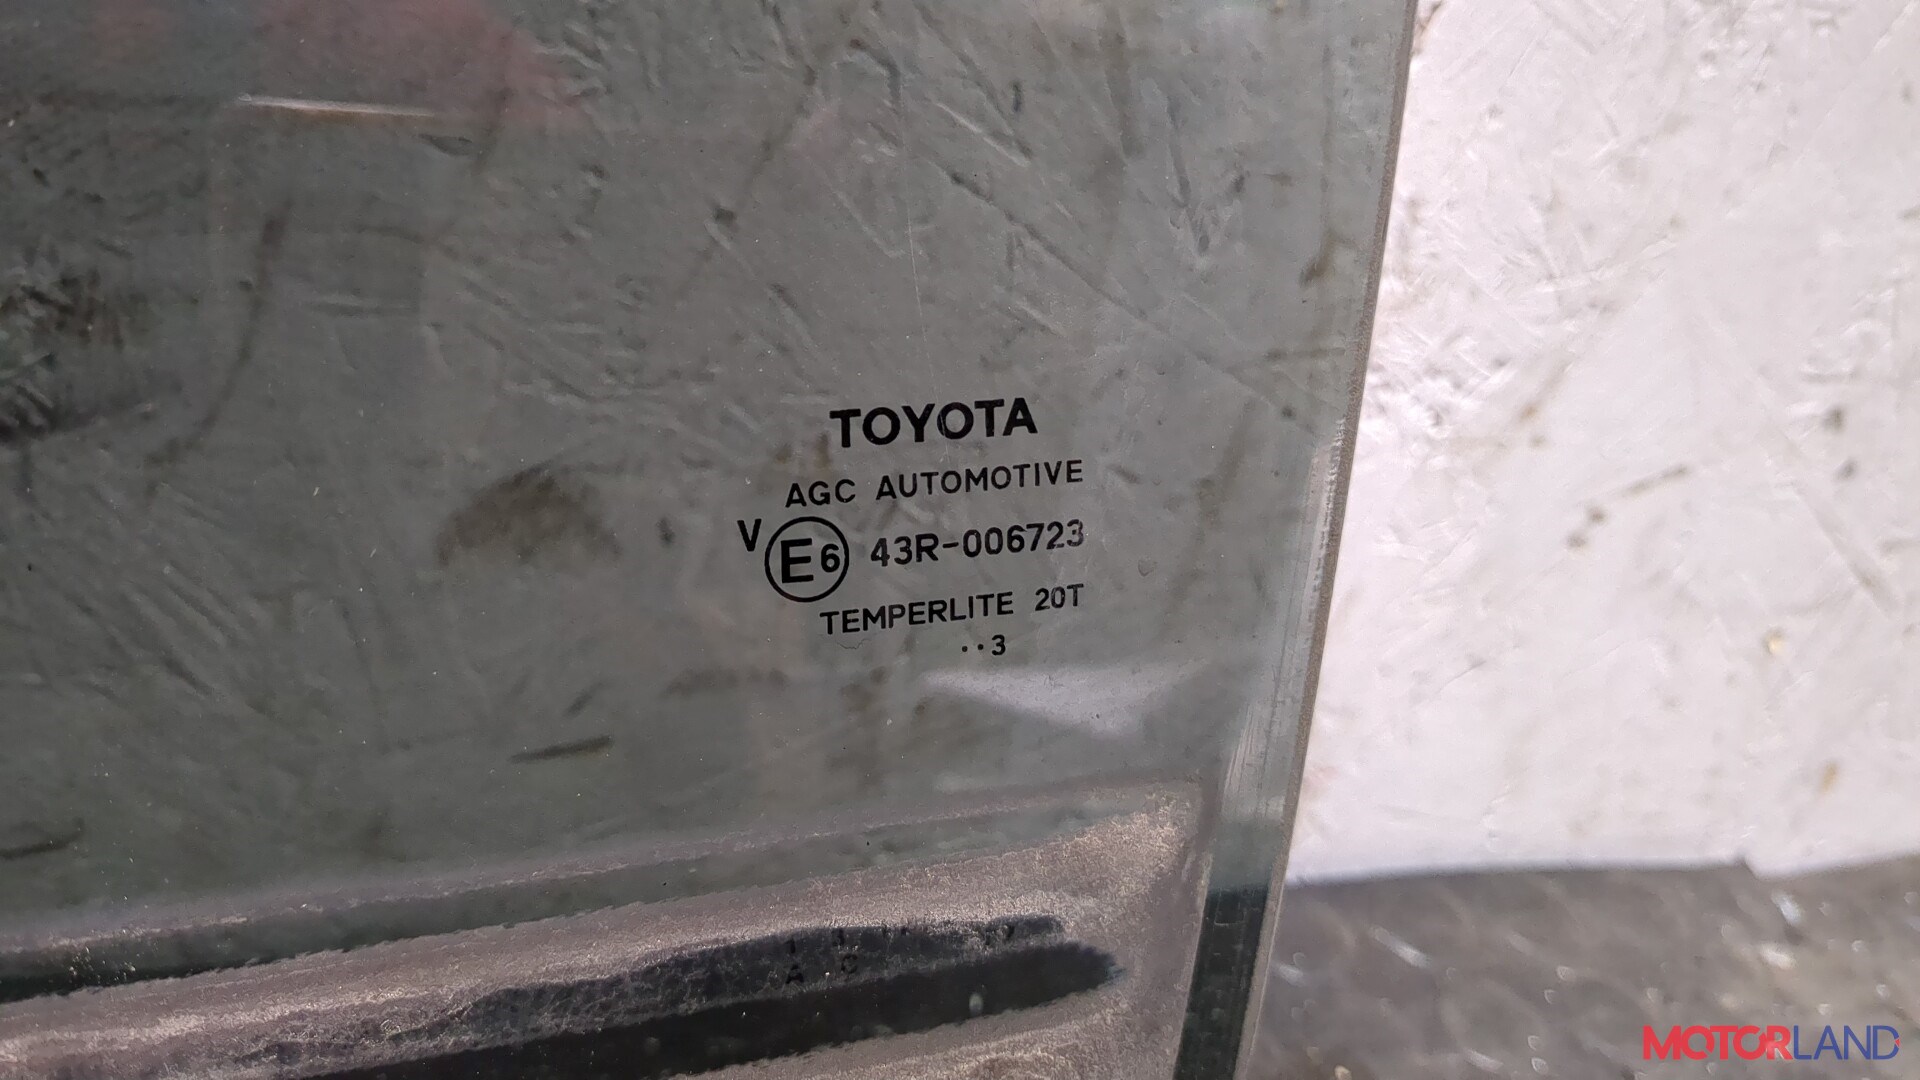 TOYOTA
AGC AUTOMOTIVE
V E6 43R-006723
TEMPERLITE 20T
..3
A C
MOTORLAND